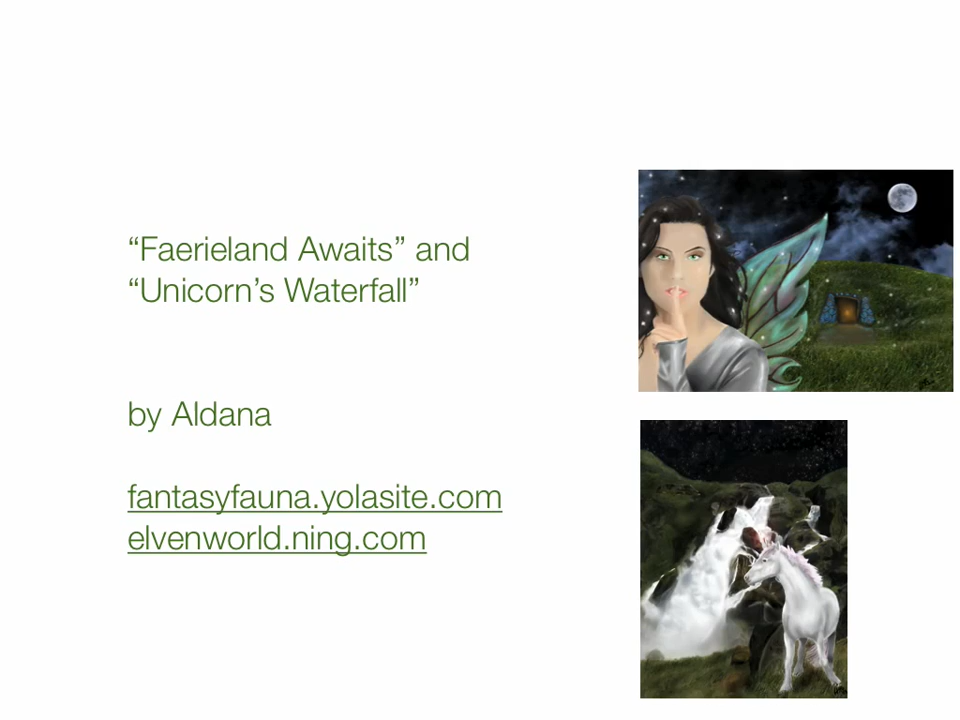 “Faerieland Awaits” and
“Unicorn’s Waterfall”
by Aldana
fantasyfauna.yolasite.com
elvenworld.ning.com